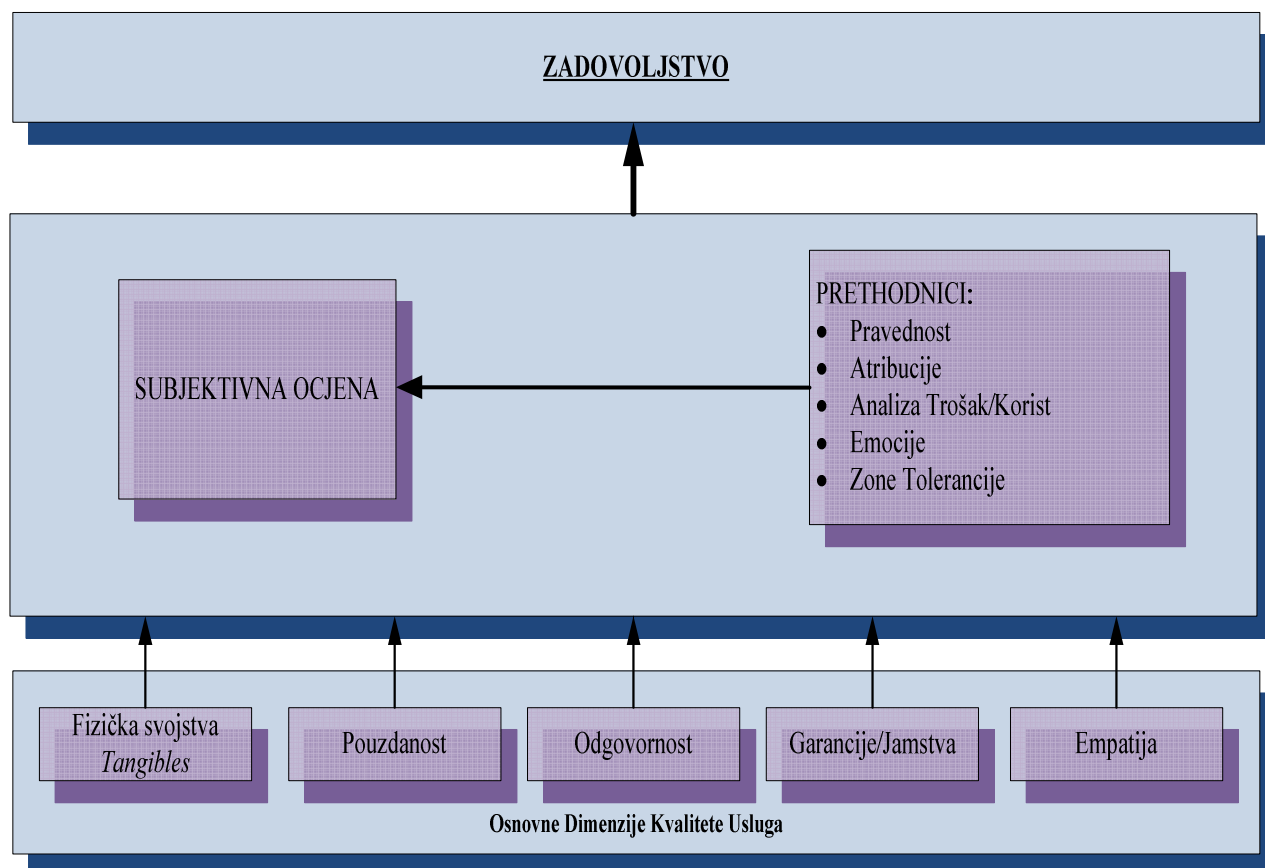 ZADOVOLJSTVO
SUBJEKTIVNA OCJENA
PRETHODNICI:
• Pravednost
• Atribucije
• Analiza Trošak/Korist
• Emocije
• Zone Tolerancije
Fizička svojstva
Tangibles
Pouzdanost
Odgovornost
Garancije/Jamstva
Empatija
Osnovne Dimenzije Kvalitete Usluga